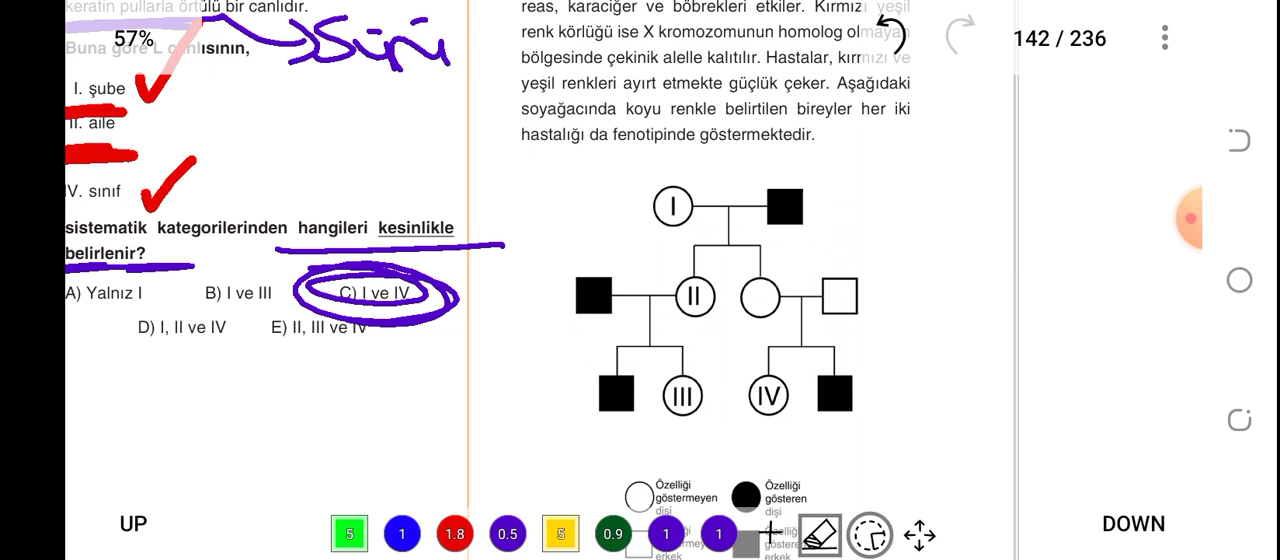 keratin pullarla örtülü bir canlıdır.
57%
Buna göre L canlısının,
süní
I. şube
II. aile
IV. sınıf
sistematik kategorilerinden hangileri kesinlikle
belirlenir?
A) Yalnız I B) I ve III C) I ve IV
D) I, II ve IV E) II, III ve IV
UP
reas, karaciğer ve böbrekleri etkiler. Kırmızı yeşil
renk körlüğü ise X kromozomunun homolog olmayan
bölgesinde çekinik alelle kalıtılır. Hastalar, kırmızı ve
yeşil renkleri ayırt etmekte güçlük çeker. Aşağıdaki
soyağacında koyu renkle belirtilen bireyler her iki
hastalığı da fenotipinde göstermektedir.
I
II
III IV
Özelliği
göstermeyen
dişi
Özelliği
gösteren
dişi
erkek
erkek
5 1 1.8 0.5 5 0.9 1 1
142 / 236
DOWN